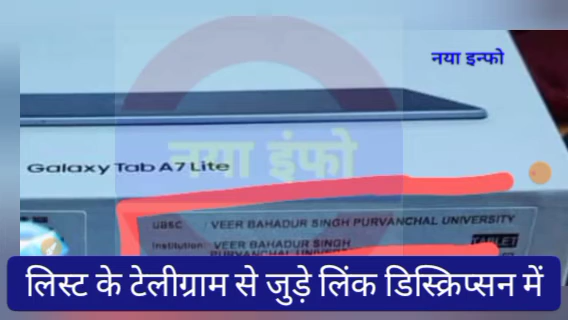 नया इन्फो
नया इंफो
Galaxy Tab A7 Lite
UBSC : VEER BAHADUR SINGH PURVANCHAL UNIVERSITY
Institution: VEER BAHADUR SINGH TABLET
PURVANCHAL UNIVERSITY
लिस्ट के टेलीग्राम से जुड़े लिंक डिस्क्रिप्सन में